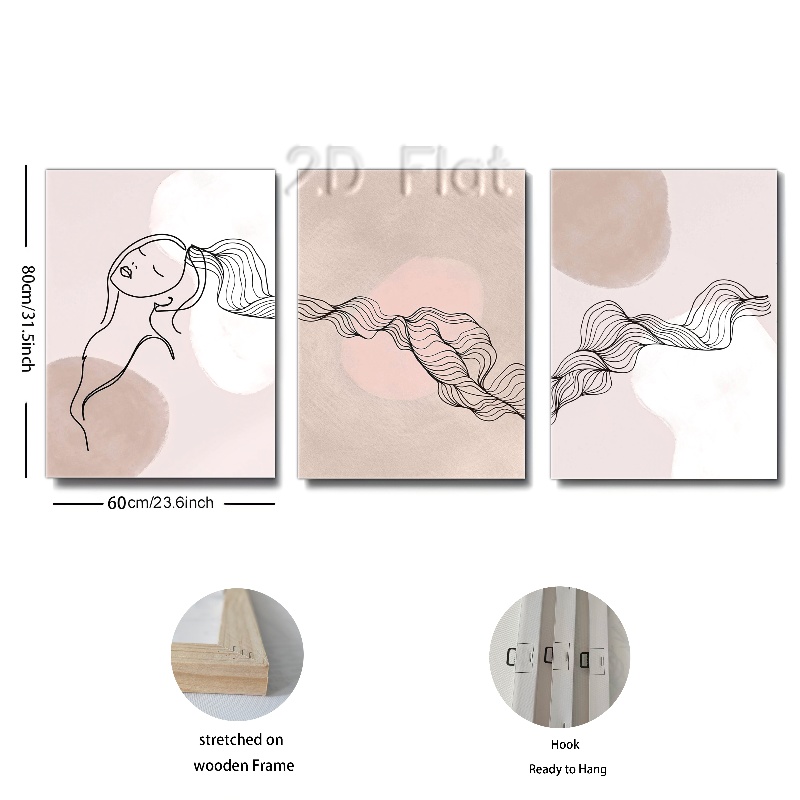 2D Flat
80cm/31.5inch
60cm/23.6inch
stretched on
wooden Frame
Hook
Ready to Hang